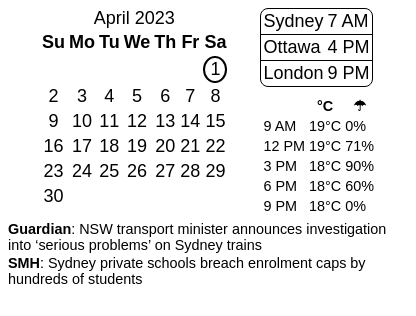 April 2023
Su Mo Tu We Th Fr Sa
1
2 3 4 5 6 7 8
9 10 11 12 13 14 15
16 17 18 19 20 21 22
23 24 25 26 27 28 29
30
Sydney 7 AM
Ottawa 4 PM
London 9 PM
°C ☂
9 AM 19°C 0%
12 PM 19°C 71%
3 PM 18°C 90%
6 PM 18°C 60%
9 PM 18°C 0%
Guardian: NSW transport minister announces investigation
into ‘serious problems’ on Sydney trains
SMH: Sydney private schools breach enrolment caps by
hundreds of students